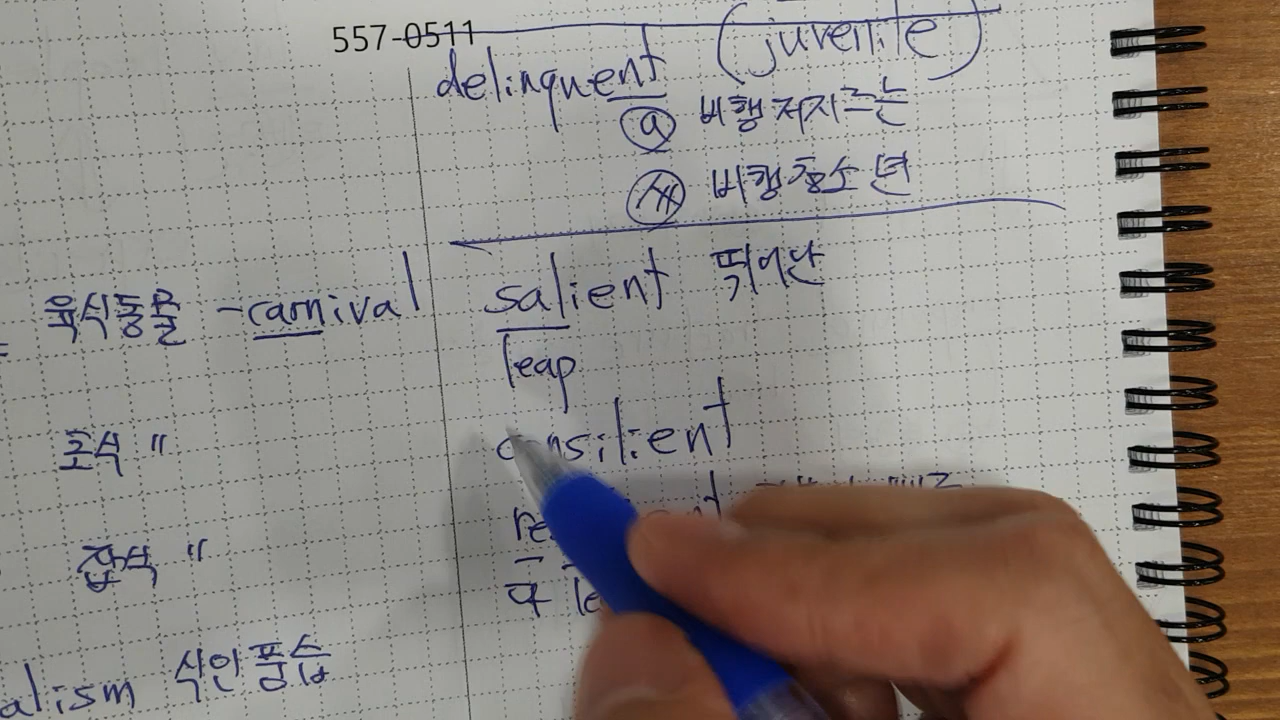 557-0511
delinquent (juvenile)
ⓐ 비행 저지르는
비행청소년
육식동물 - carnival
초식 〃
잡식 〃
alism 식인풍습
salient 뛰어난
leap
consilient
re